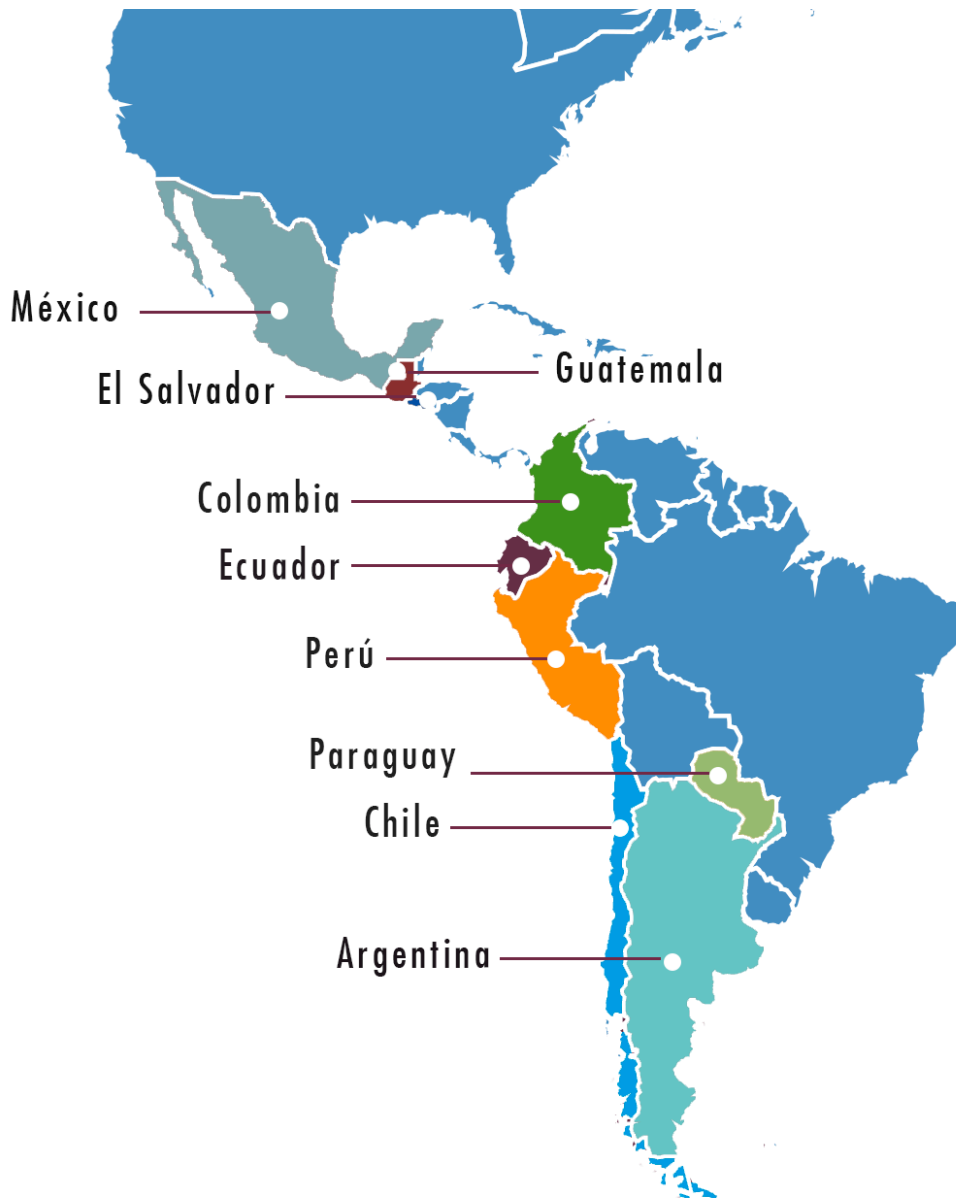 México
Guatemala
El Salvador
Colombia
Ecuador
Perú
Paraguay
Chile
Argentina